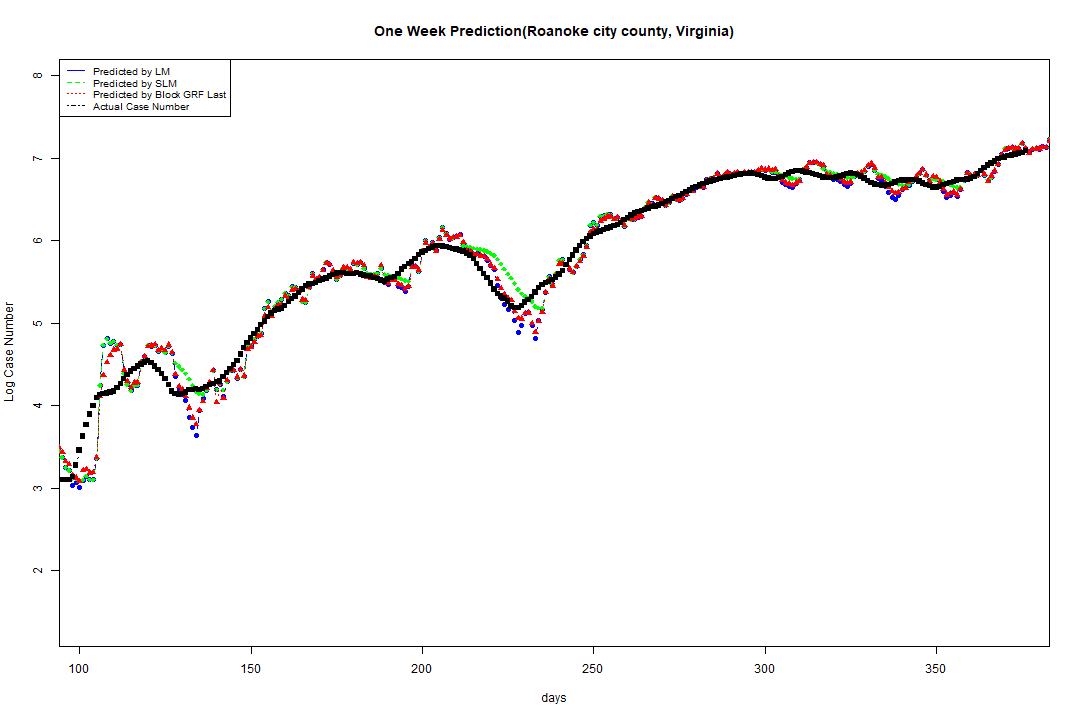 One Week Prediction(Roanoke city county, Virginia)
Predicted by LM
Predicted by SLM
Predicted by Block GRF Last
Actual Case Number
8
7
6
5
4
3
2
Log Case Number
100 150 200 250 300 350
days